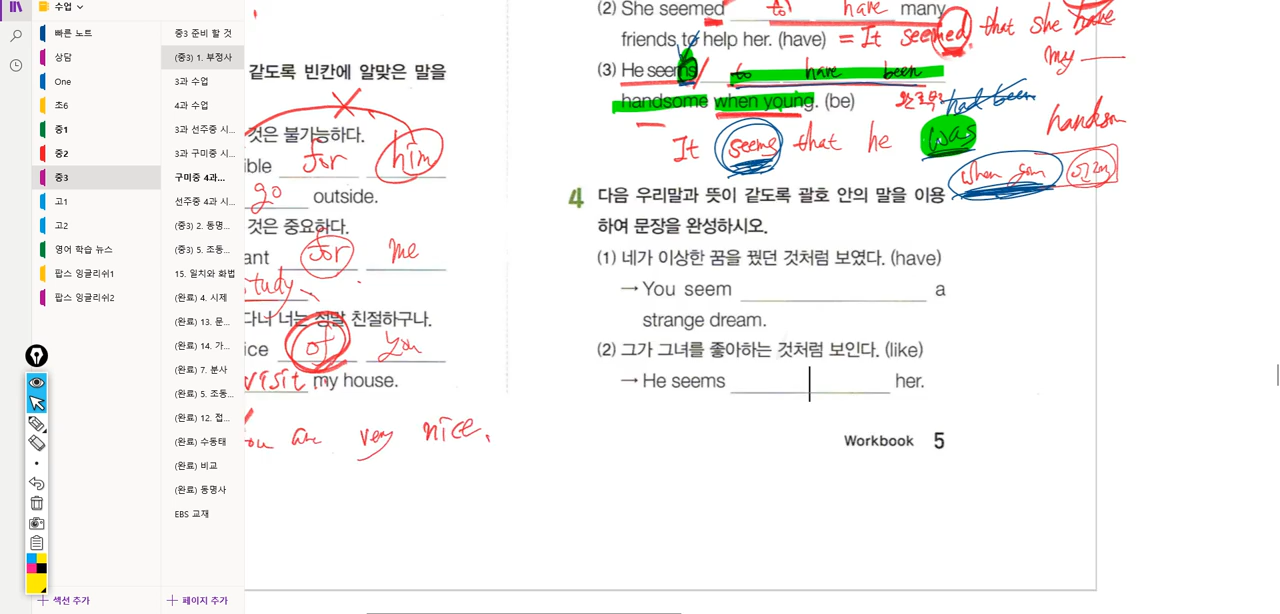 수업
빠른 노트
상담
One
초6
중1
중2
중3
고1
고2
영어 학습 뉴스
팝스 잉글리쉬1
팝스 잉글리쉬2
섹션 추가
중3 준비 할 것
(중3) 1. 부정사
3과 수업
4과 수업
3과 선주중 시...
3과 구미중 시...
구미중 4과...
선주중 4과 시...
(중3) 2. 동명...
(중3) 5. 조동...
15. 일치와 화법
(완료) 4. 시제
(완료) 13. 문...
(완료) 14. 가...
(완료) 7. 분사
(완료) 5. 조동...
(완료) 12. 접...
(완료) 수동태
(완료) 비교
(완료) 동명사
EBS 교재
페이지 추가
같도록 빈칸에 알맞은 말을
것은 불가능하다.
ible for him
go outside.
것은 중요하다.
ant for me
study
다니 너는 정말 친절하구나.
ice of you
visit my house.
you are very nice.
(2) She seemed to have many
friends to help her. (have) = It seemed that she have
my
(3) He seems to have been
handsome when young. (be) had been
It seems that he was handsom
4 다음 우리말과 뜻이 같도록 괄호 안의 말을 이용
하여 문장을 완성하시오.
(1) 네가 이상한 꿈을 꿨던 것처럼 보였다. (have)
→ You seem a
strange dream.
(2) 그가 그녀를 좋아하는 것처럼 보인다. (like)
→ He seems her.
Workbook 5